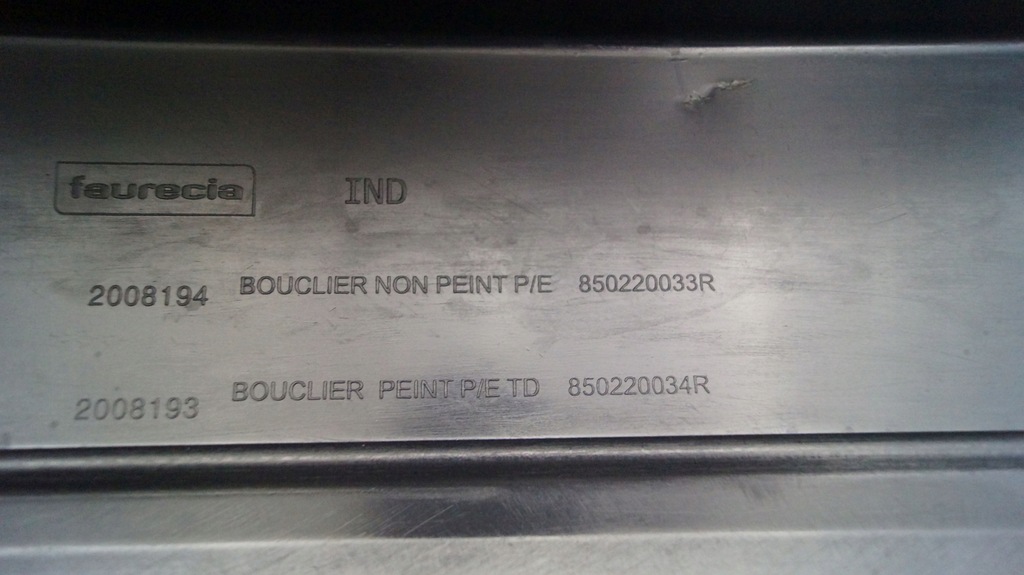 faurecia IND
2008194 BOUCLIER NON PEINT P/E 850220033R
2008193 BOUCLIER PEINT P/E TD 850220034R